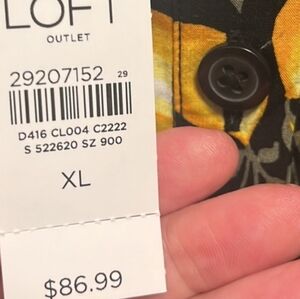 LOFT
OUTLET
29207152 29
D416 CL004 C2222
S 522620 SZ 900
XL
$86.99